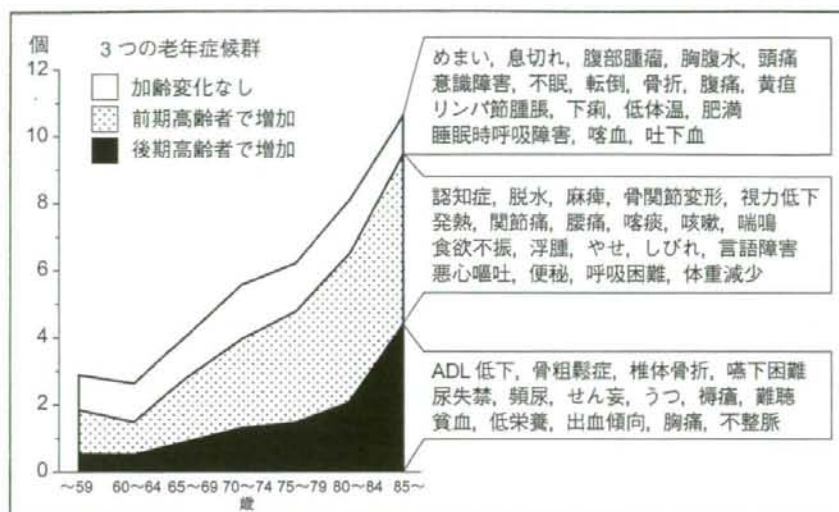 個
3つの老年症候群
加齢変化なし
前期高齢者で増加
後期高齢者で増加
12
10
8
6
4
2
0
~59 60~64 65~69 70~74 75~79 80~84 85~
歳
めまい, 息切れ, 腹部腫瘤, 胸腹水, 頭痛
意識障害, 不眠, 転倒, 骨折, 腹痛, 黄疸
リンパ節腫脹, 下痢, 低体温, 肥満
睡眠時呼吸障害, 喀血, 吐下血
認知症, 脱水, 麻痺, 骨関節変形, 視力低下
発熱, 関節痛, 腰痛, 喀痰, 咳嗽, 喘鳴
食欲不振, 浮腫, やせ, しびれ, 言語障害
悪心嘔吐, 便秘, 呼吸困難, 体重減少
ADL低下, 骨粗鬆症, 椎体骨折, 嚥下困難
尿失禁, 頻尿, せん妄, うつ, 褥瘡, 難聴
貧血, 低栄養, 出血傾向, 胸痛, 不整脈